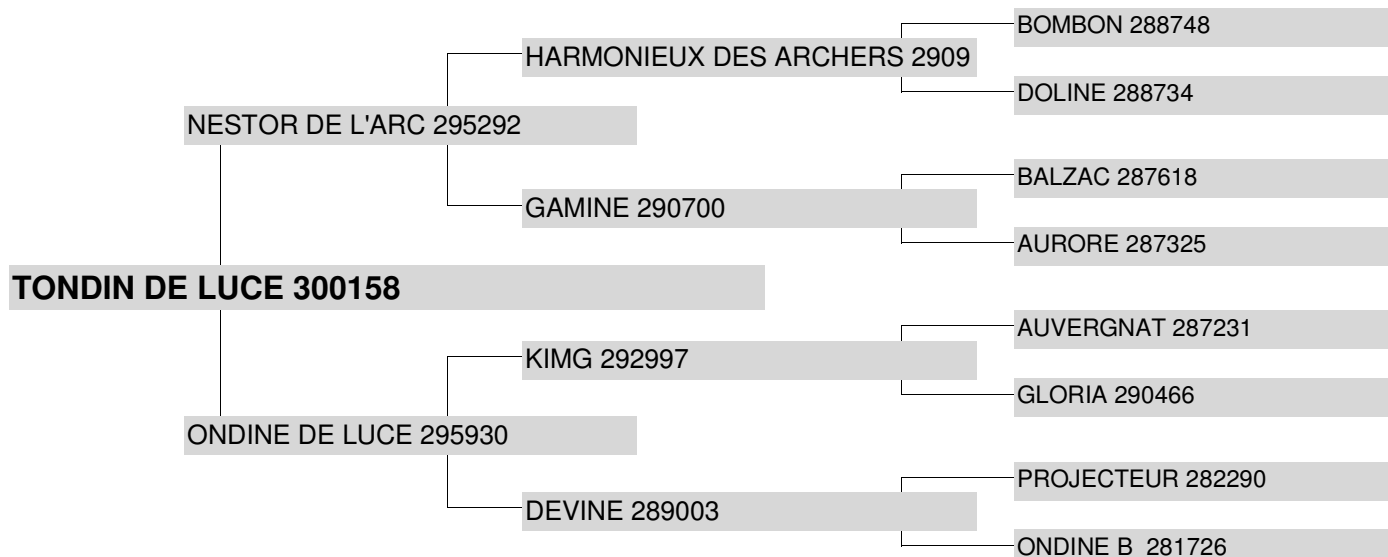 BOMBON 288748
HARMONIEUX DES ARCHERS 2909
DOLINE 288734
NESTOR DE L'ARC 295292
BALZAC 287618
GAMINE 290700
AURORE 287325
TONDIN DE LUCE 300158
AUVERGNAT 287231
KIMG 292997
GLORIA 290466
ONDINE DE LUCE 295930
PROJECTEUR 282290
DEVINE 289003
ONDINE B 281726